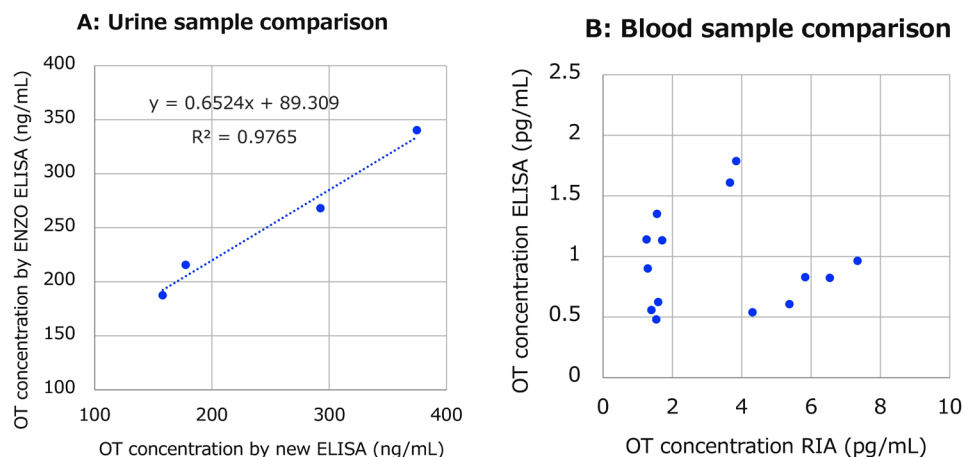 A: Urine sample comparison
OT concentration by ENZO ELISA (ng/mL)
400
350
300
250
200
150
100
y = 0.6524x + 89.309
R² = 0.9765
100 200 300 400
OT concentration by new ELISA (ng/mL)
B: Blood sample comparison
OT concentration ELISA (pg/mL)
2.5
2
1.5
1
0.5
0
0 2 4 6 8 10
OT concentration RIA (pg/mL)